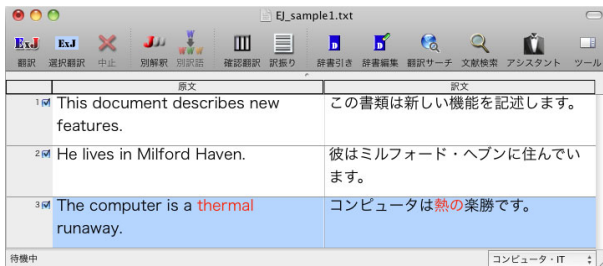 EJ_sample1.txt
ExJ ExJ
翻訳 選択翻訳 中止 別解釈 別訳語 確認翻訳 訳振り 辞書引き 辞書編集 翻訳サーチ 文献検索 アシスタント ツール
原文 訳文
1 This document describes new この書類は新しい機能を記述します。
features.
2 He lives in Milford Haven. 彼はミルフォード・ヘブンに住んでい
ます。
3 The computer is a thermal コンピュータは熱の楽勝です。
runaway.
待機中 コンピュータ・IT